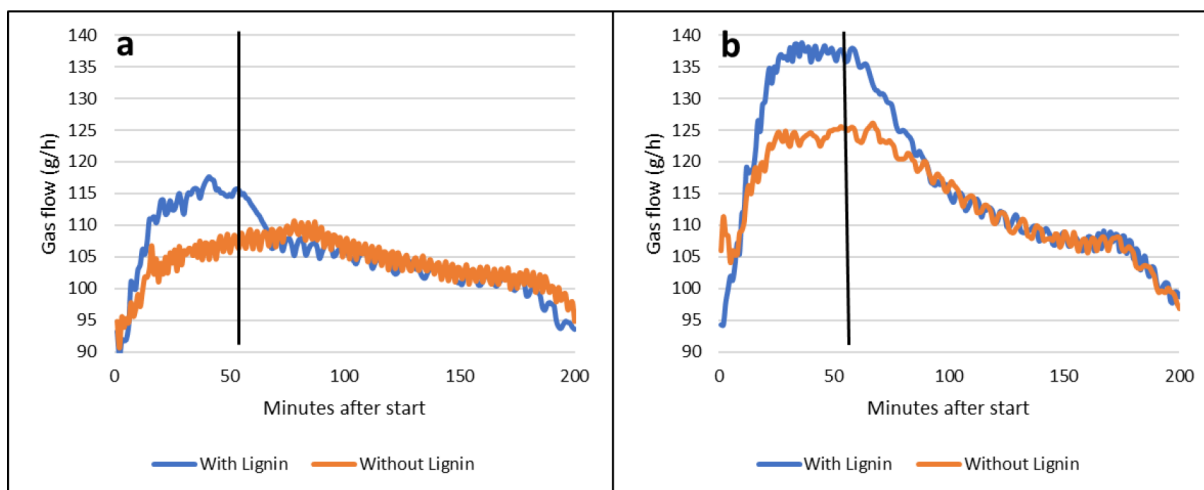 a
140
135
130
125
120
115
110
105
100
95
90
Gas flow (g/h)
0 50 100 150 200
Minutes after start
With Lignin Without Lignin
b
140
135
130
125
120
115
110
105
100
95
90
Gas flow (g/h)
0 50 100 150 200
Minutes after start
With Lignin Without Lignin